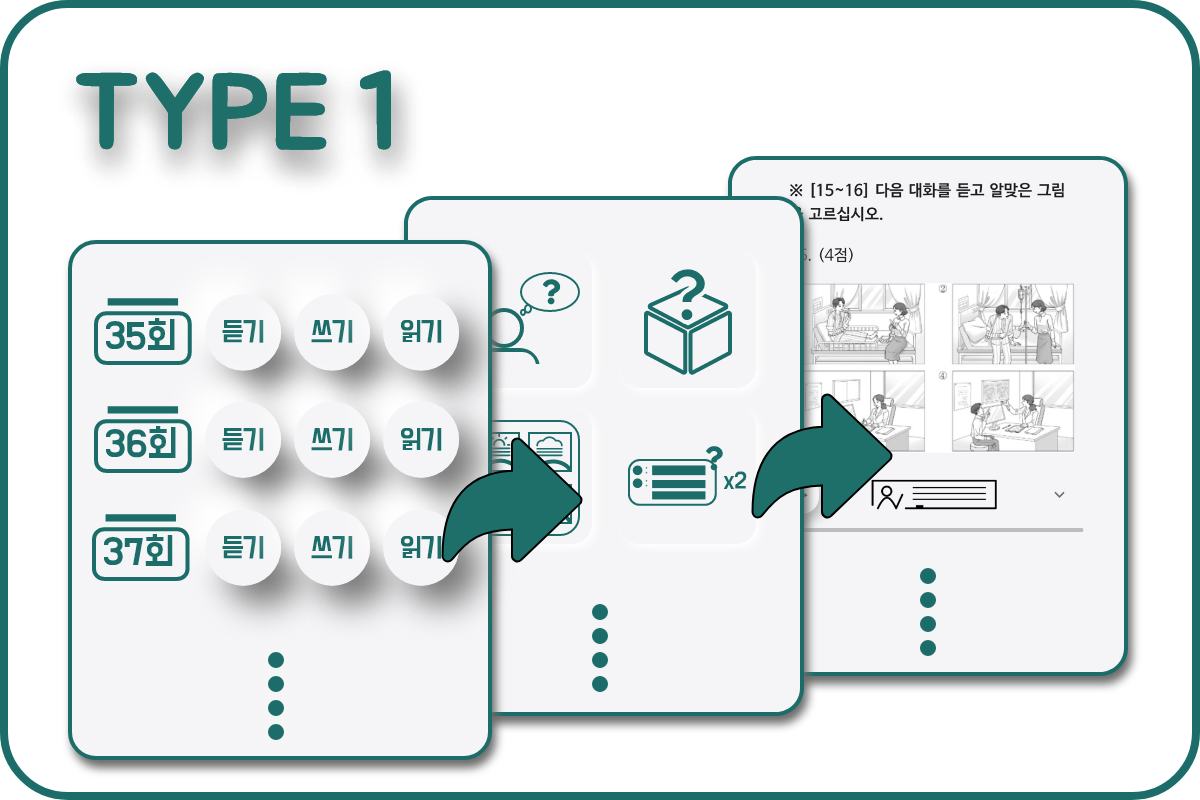 TYPE 1
35회 듣기 쓰기 읽기
36회 듣기 쓰기 읽기
37회 듣기 쓰기 읽기
?
?
?
x2
※ [15~16] 다음 대화를 듣고 알맞은 그림
고르십시오.
(4점)
②
④